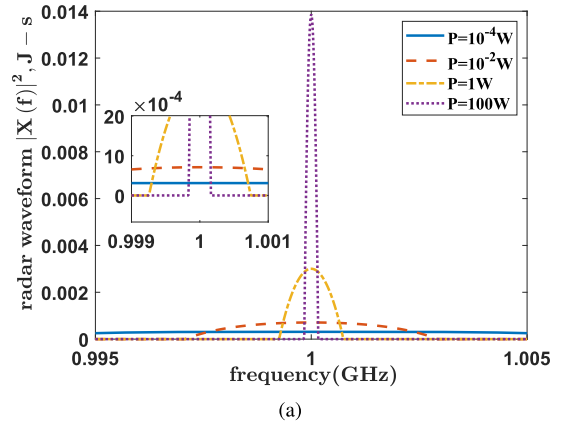 0.014
0.01
0.01
0.008
0.006
0.004
0.002
0
radar waveform |X (f)|², J − s
P=10⁻⁴W
P=10⁻²W
P=1W
P=100W
×10⁻⁴
20
10
0
0.999 1 1.001
0.995 1 1.005
frequency(GHz)
(a)